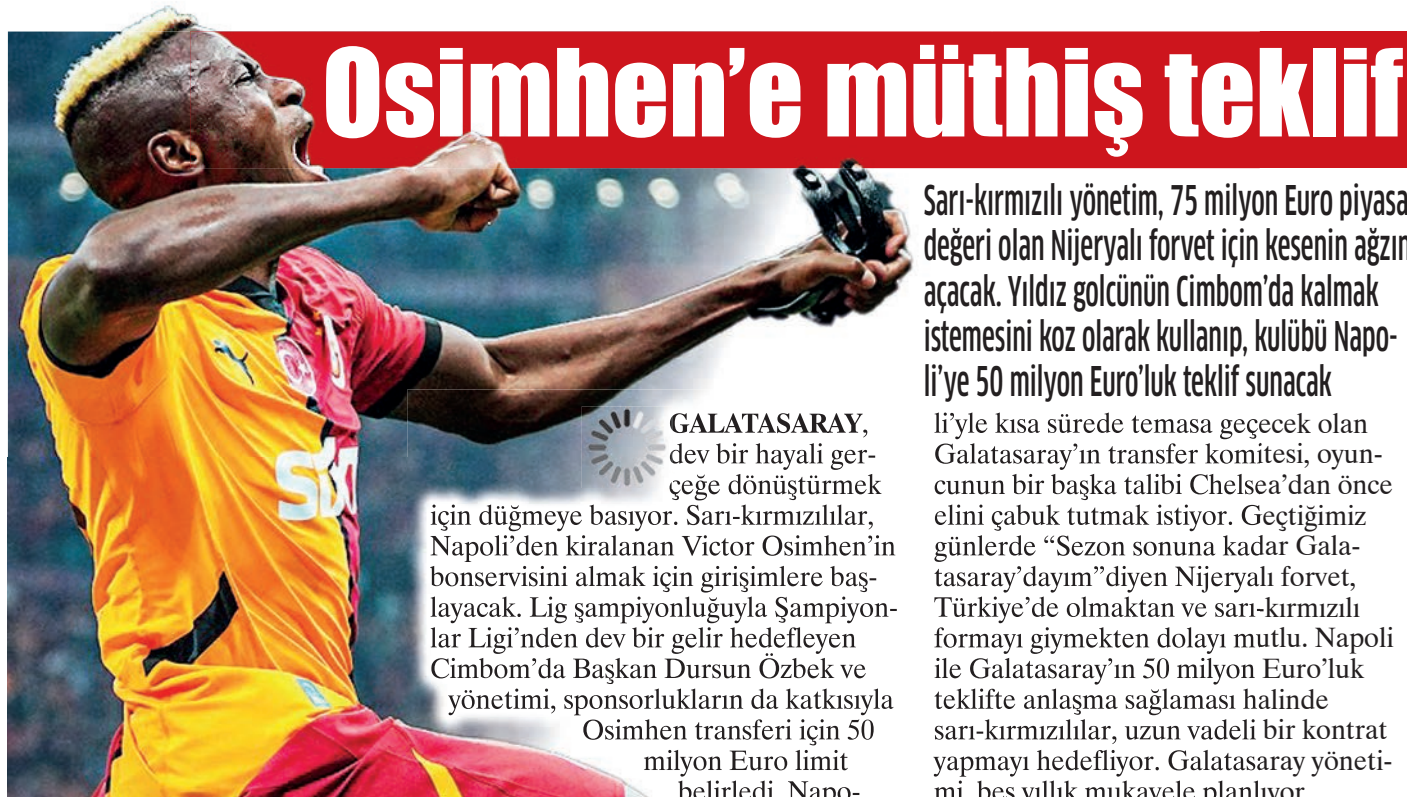 Osimhen’e müthiş teklif
Sarı-kırmızılı yönetim, 75 milyon Euro piyasa
değeri olan Nijeryalı forvet için kesenin
açacak. Yıldız golcünün Cimbom’da kalmak
istemesini koz olarak kullanıp, kulübü Napo-
li’ye 50 milyon Euro’luk teklif sunacak
GALATASARAY,
dev bir hayali ger-
çeğe dönüştürmek
için düğmeye basıyor. Sarı-kırmızılılar,
Napoli’den kiralanan Victor Osimhen’in
bonservisini almak için girişimlere baş-
layacak. Lig şampiyonluğuyla Şampiyon-
lar Ligi’nden dev bir gelir hedefleyen
Cimbom’da Başkan Dursun Özbek ve
yönetimi, sponsorlukların da katkısıyla
Osimhen transferi için 50
milyon Euro limit
belirledi. Napo-
li’yle kısa sürede temasa geçecek olan
Galatasaray’ın transfer komitesi, oyun-
cunun bir başka talibi Chelsea’dan önce
elini çabuk tutmak istiyor. Geçtiğimiz
günlerde “Sezon sonuna kadar Gala-
tasaray’dayım”diyen Nijeryalı forvet,
Türkiye’de olmaktan ve sarı-kırmızılı
formayı giymekten dolayı mutlu. Napoli
ile Galatasaray’ın 50 milyon Euro’luk
teklifte anlaşma sağlaması halinde
sarı-kırmızılılar, uzun vadeli bir kontrat
yapmayı hedefliyor. Galatasaray yöneti-
mi, beş yıllık mukavele planlıyor.